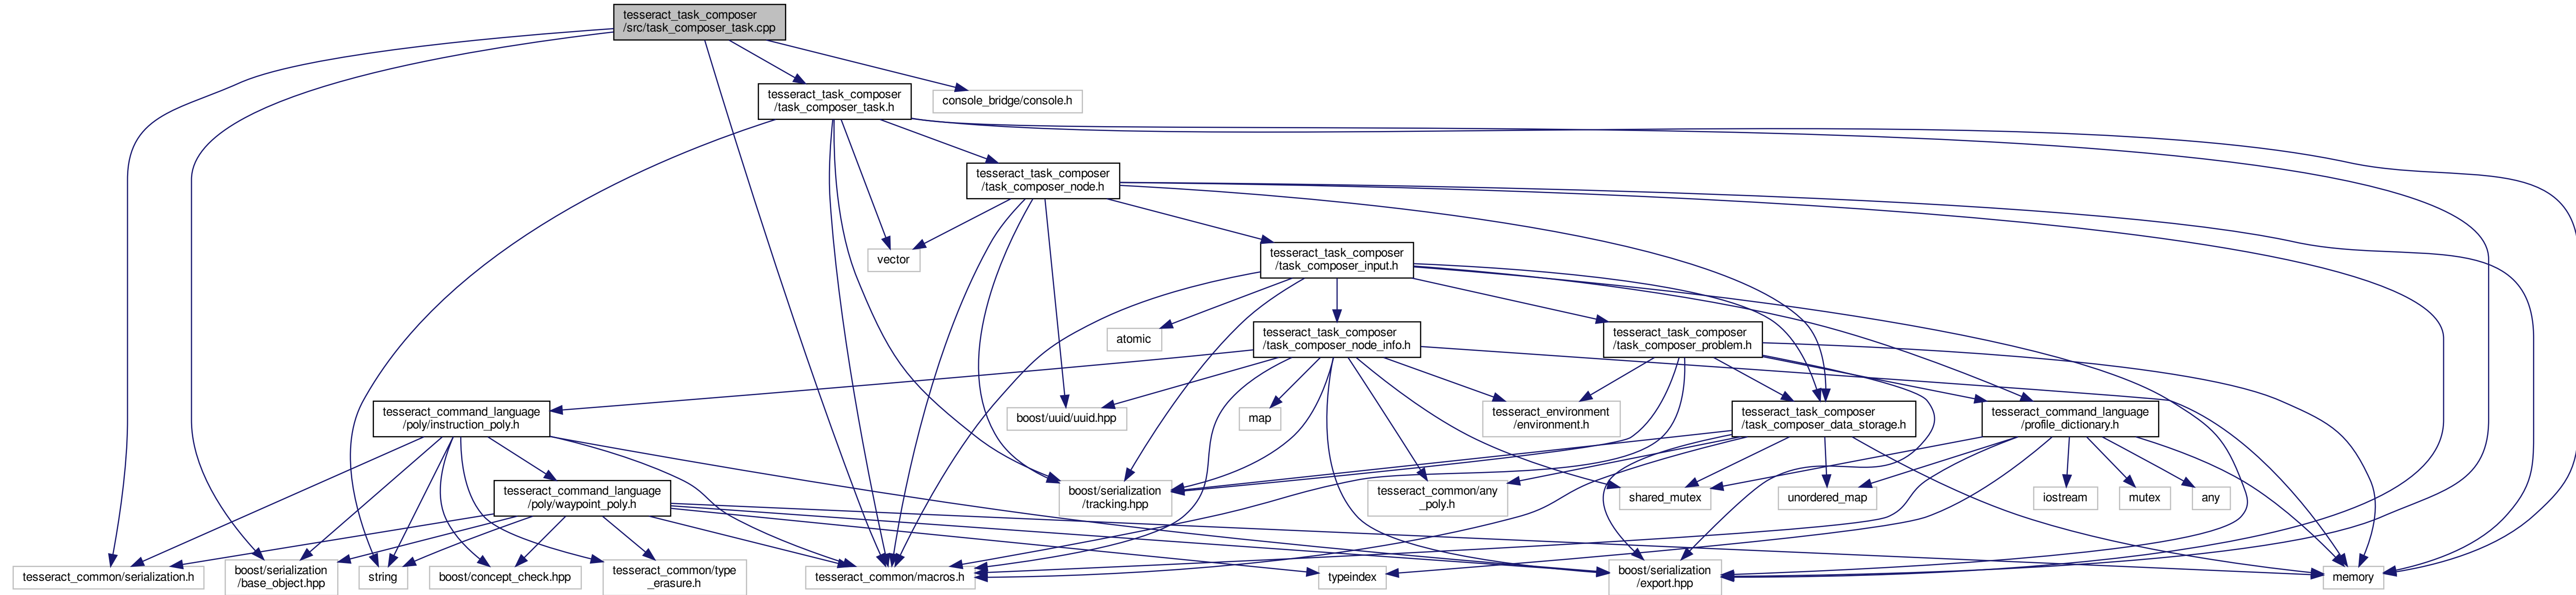 tesseract_task_composer
/src/task_composer_task.cpp
tesseract_task_composer
/task_composer_task.h
console_bridge/console.h
tesseract_task_composer
/task_composer_node.h
vector
tesseract_task_composer
/task_composer_input.h
atomic
tesseract_task_composer
/task_composer_node_info.h
tesseract_task_composer
/task_composer_problem.h
tesseract_command_language
/poly/instruction_poly.h
boost/uuid/uuid.hpp
map
tesseract_environment
/environment.h
tesseract_task_composer
/task_composer_data_storage.h
tesseract_command_language
/profile_dictionary.h
tesseract_command_language
/poly/waypoint_poly.h
boost/serialization
/tracking.hpp
tesseract_common/any
_poly.h
shared_mutex
unordered_map
iostream
mutex
any
tesseract_common/serialization.h
boost/serialization
/base_object.hpp
string
boost/concept_check.hpp
tesseract_common/type
_erasure.h
tesseract_common/macros.h
typeindex
boost/serialization
/export.hpp
memory